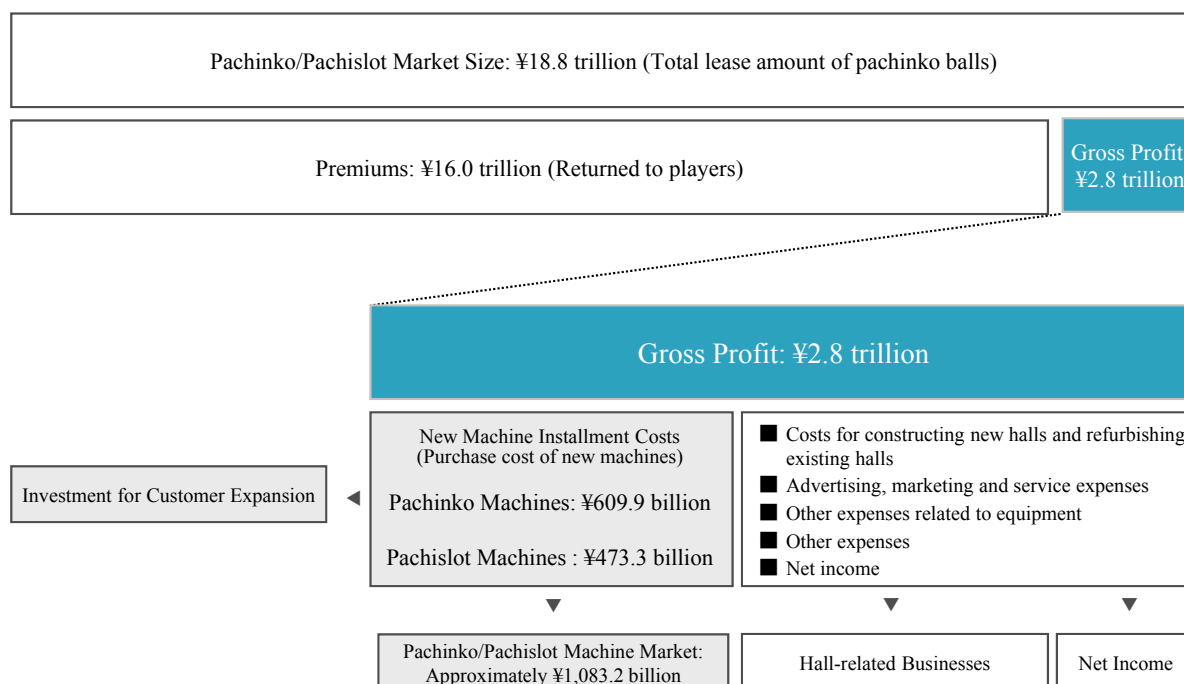 Pachinko/Pachislot Market Size: ¥18.8 trillion (Total lease amount of pachinko balls)
Premiums: ¥16.0 trillion (Returned to players)
Gross Profit:
¥2.8 trillion
Gross Profit: ¥2.8 trillion
Investment for Customer Expansion
New Machine Installment Costs
(Purchase cost of new machines)
Pachinko Machines: ¥609.9 billion
Pachislot Machines : ¥473.3 billion
■ Costs for constructing new halls and refurbishing
existing halls
■ Advertising, marketing and service expenses
■ Other expenses related to equipment
■ Other expenses
■ Net income
Pachinko/Pachislot Machine Market:
Approximately ¥1,083.2 billion
Hall-related Businesses
Net Income